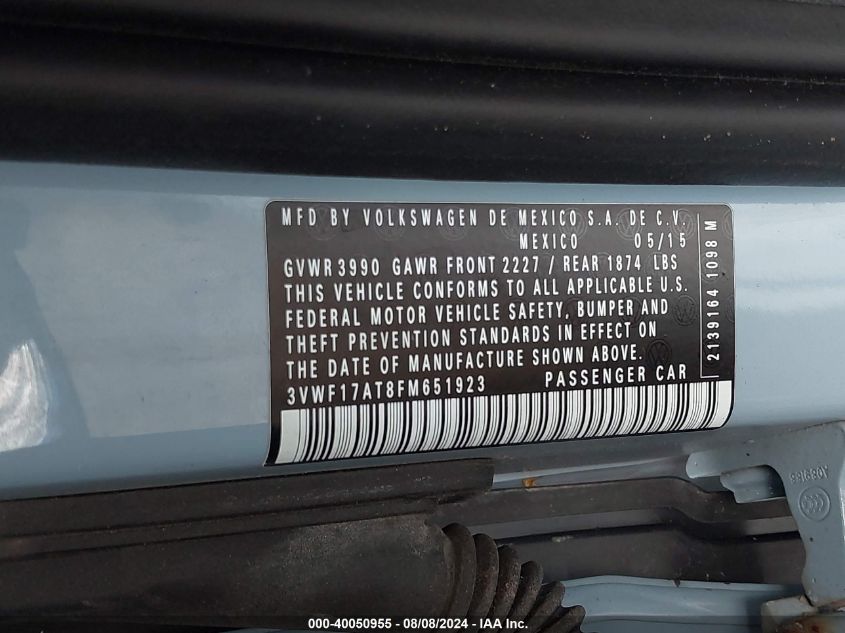 MFD BY VOLKSWAGEN DE MEXICO S.A. DE C.V.
MEXICO 05/15
GVWR 3990 GAWR FRONT 2227 / REAR 1874 LBS
THIS VEHICLE CONFORMS TO ALL APPLICABLE U.S.
FEDERAL MOTOR VEHICLE SAFETY, BUMPER AND
THEFT PREVENTION STANDARDS IN EFFECT ON
THE DATE OF MANUFACTURE SHOWN ABOVE.
3VWF17AT8FM651923 PASSENGER CAR
2139164 1098 M
000-40050955 - 08/08/2024 - IAA Inc.